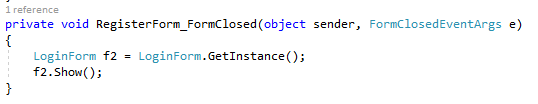 1 reference
private void RegisterForm_FormClosed(object sender, FormClosedEventArgs e)
{
    LoginForm f2 = LoginForm.GetInstance();
    f2.Show();
}